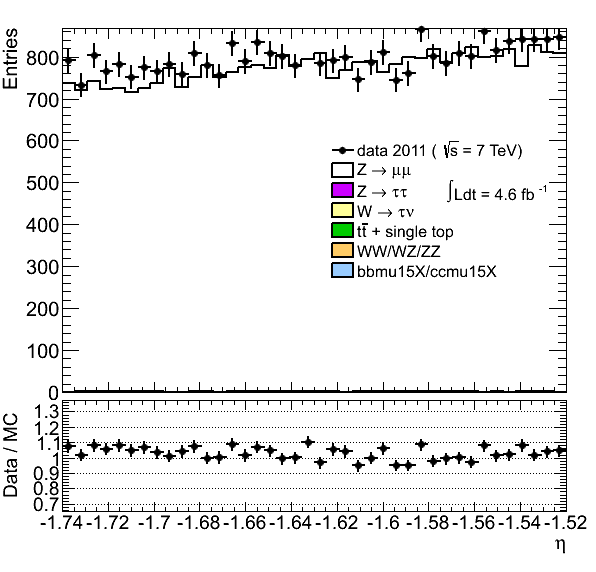 Entries
800
700
600
500
400
300
200
100
0
data 2011 ( √s = 7 TeV)
Z → μμ
Z → ττ
∫Ldt = 4.6 fb⁻¹
W → τν
tt̄ + single top
WW/WZ/ZZ
bbmu15X/ccmu15X
Data / MC
1.3
1.2
1.1
1
0.9
0.8
0.7
-1.74 -1.72 -1.7 -1.68 -1.66 -1.64 -1.62 -1.6 -1.58 -1.56 -1.54 -1.52
η